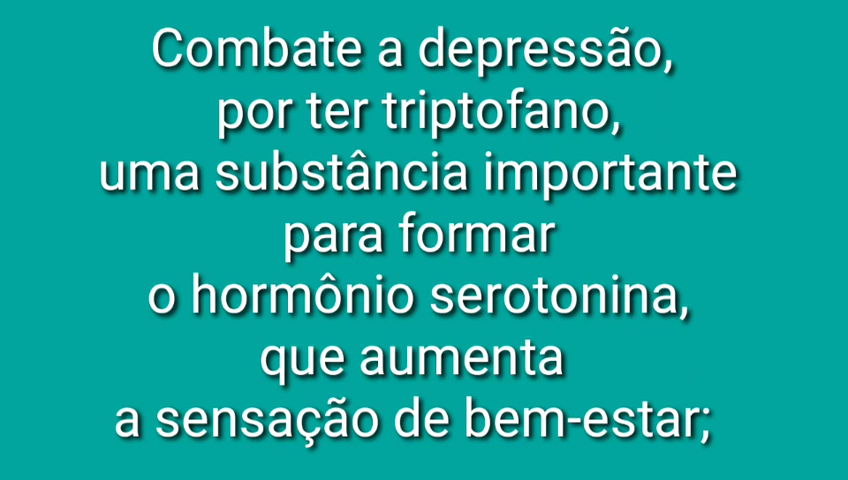 Combate a depressão,
por ter triptofano,
uma substância importante
para formar
o hormônio serotonina,
que aumenta
a sensação de bem-estar;